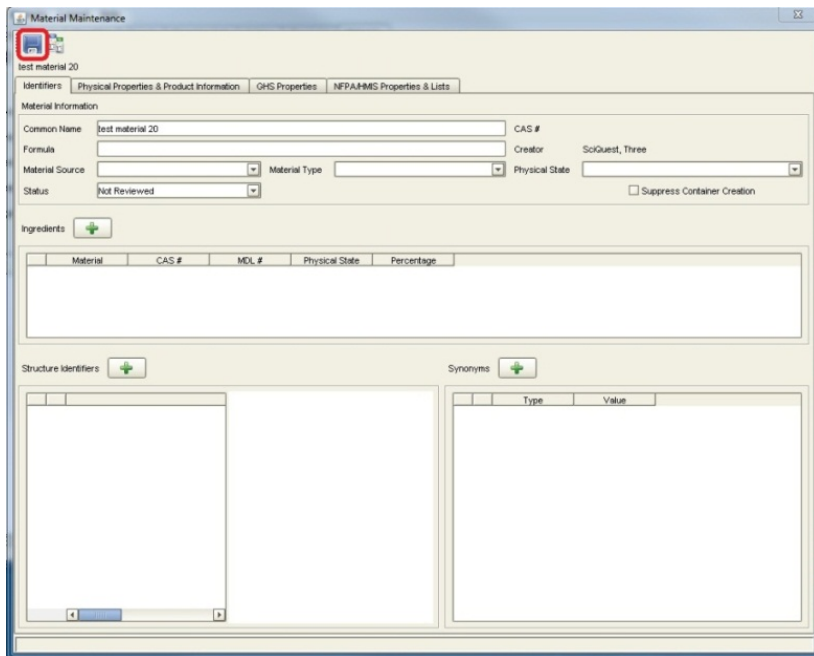 Material Maintenance
test material 20
Identifiers Physical Properties & Product Information GHS Properties NFPA/HMIS Properties & Lists
Material Information
Common Name test material 20 CAS #
Formula Creator SciQuest, Three
Material Source Material Type Physical State
Status Not Reviewed Suppress Container Creation
Ingredients
Material CAS # MDL # Physical State Percentage
Structure Identifiers Synonyms
Type Value